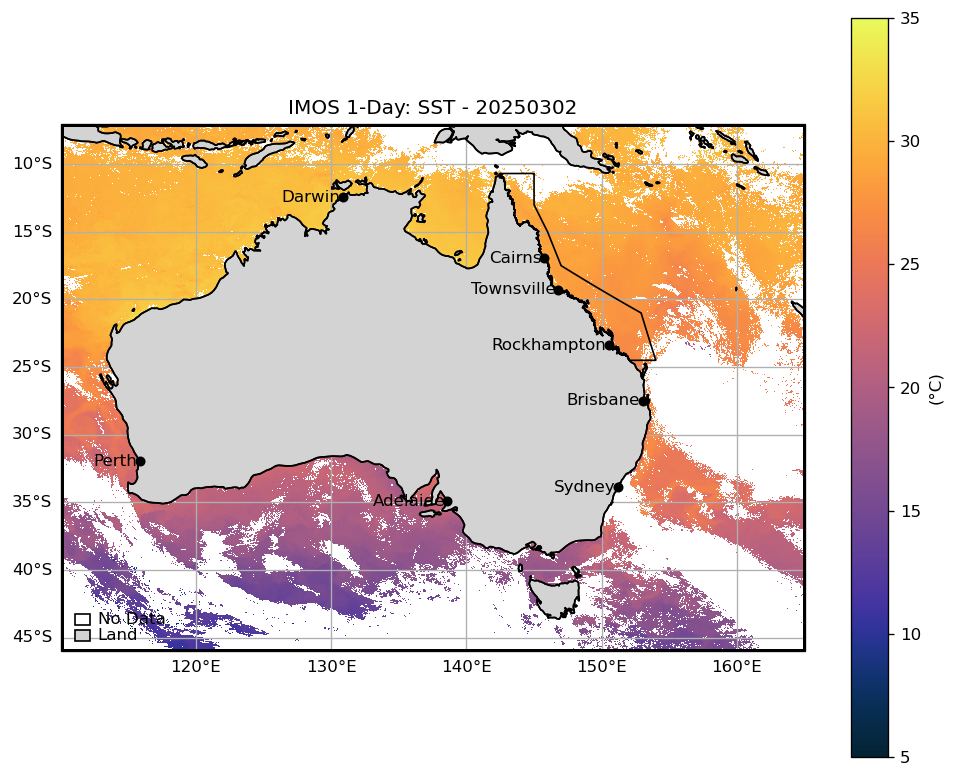 IMOS 1-Day: SST - 20250302
35
30
25
20
15
10
5
(°C)
10°S
15°S
20°S
25°S
30°S
35°S
40°S
45°S
Darwin
Cairns
Townsville
Rockhampton
Brisbane
Perth
Sydney
Adelaide
No Data
Land
120°E 130°E 140°E 150°E 160°E